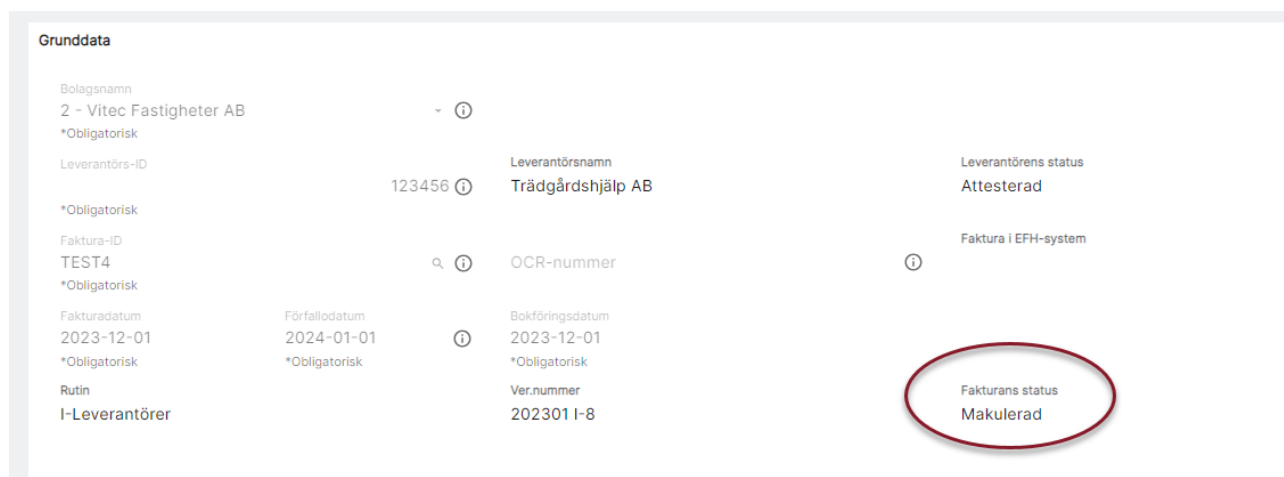 Grunddata
Bolagsnamn
2 - Vitec Fastigheter AB
*Obligatorisk
Leverantörs-ID Leverantörsnamn Leverantörens status
123456 Trädgårdshjälp AB Attesterad
*Obligatorisk
Faktura-ID Faktura i EFH-system
TEST4 OCR-nummer
*Obligatorisk
Fakturadatum Förfallodatum Bokföringsdatum
2023-12-01 2024-01-01 2023-12-01
*Obligatorisk *Obligatorisk *Obligatorisk
Rutin Ver.nummer Fakturans status
I-Leverantörer 202301 I-8 Makulerad